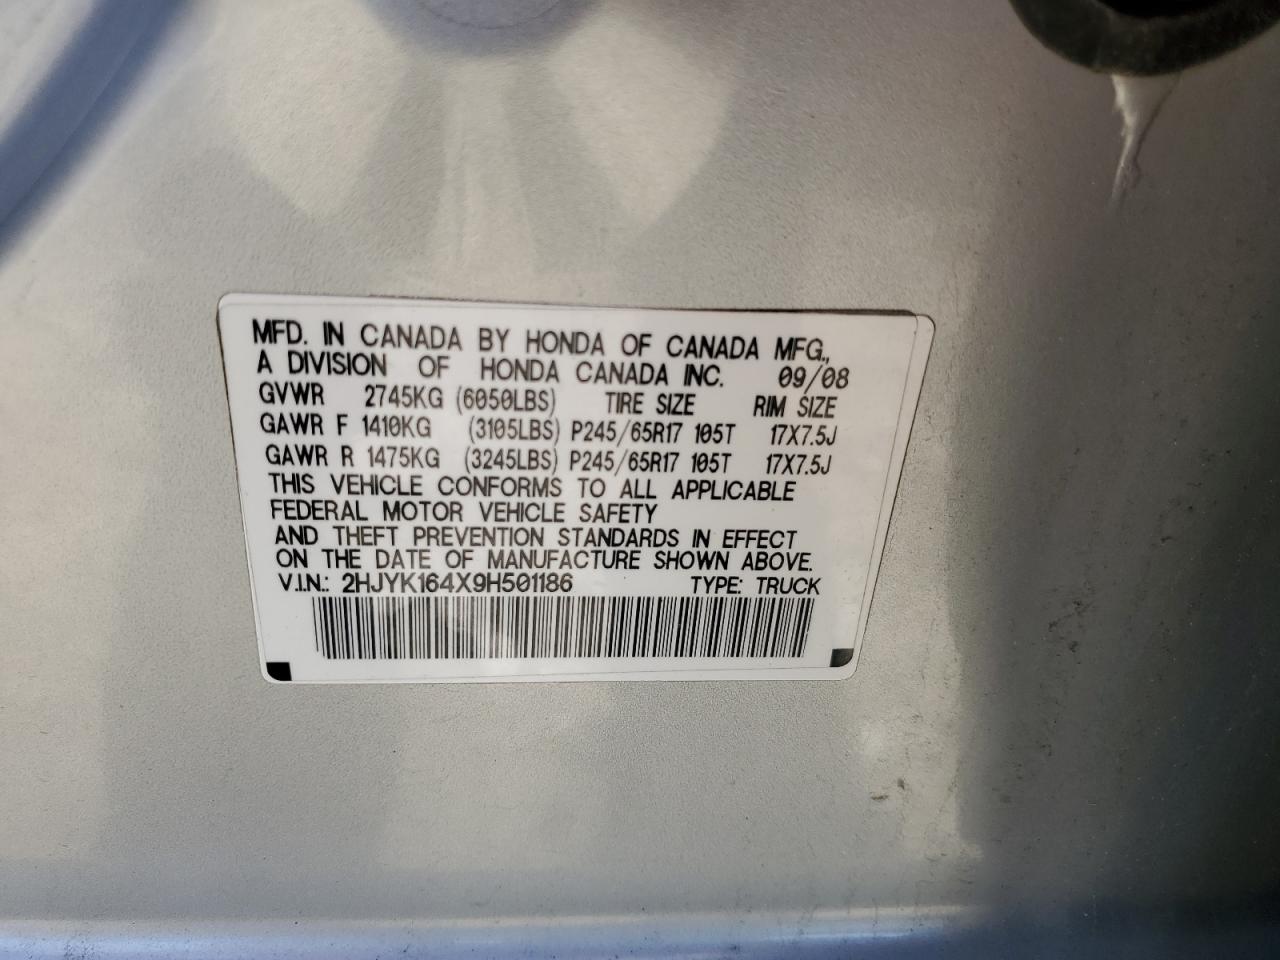 MFD. IN CANADA BY HONDA OF CANADA MFG.,
A DIVISION OF HONDA CANADA INC. 09/08
GVWR 2745KG (6050LBS) TIRE SIZE RIM SIZE
GAWR F 1410KG (3105LBS) P245/65R17 105T 17X7.5J
GAWR R 1475KG (3245LBS) P245/65R17 105T 17X7.5J
THIS VEHICLE CONFORMS TO ALL APPLICABLE
FEDERAL MOTOR VEHICLE SAFETY
AND THEFT PREVENTION STANDARDS IN EFFECT
ON THE DATE OF MANUFACTURE SHOWN ABOVE.
V.I.N.: 2HJYK164X9H501186 TYPE: TRUCK